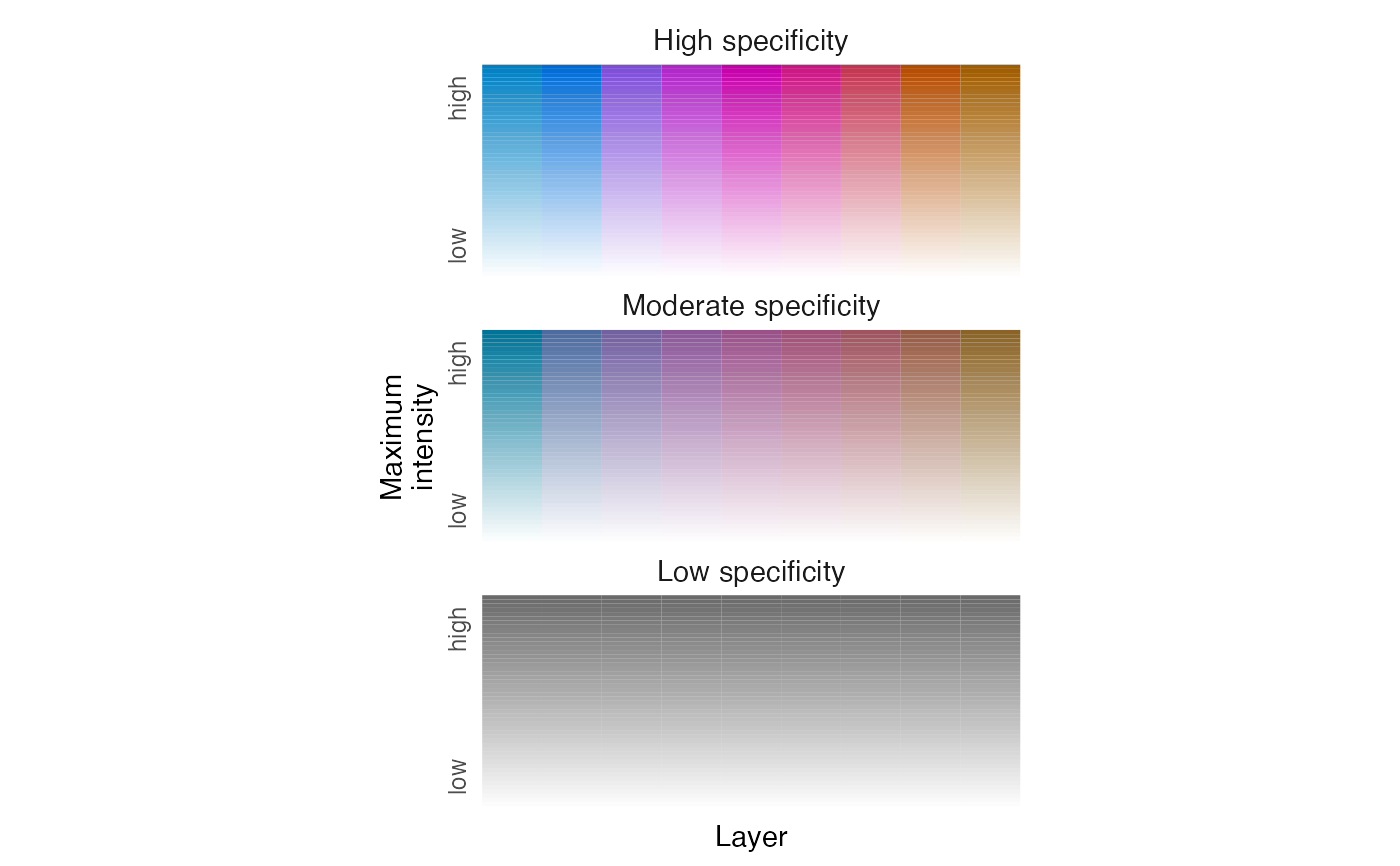 High specificity
high
low
Moderate specificity
Maximum
intensity
high
low
Low specificity
high
low
Layer